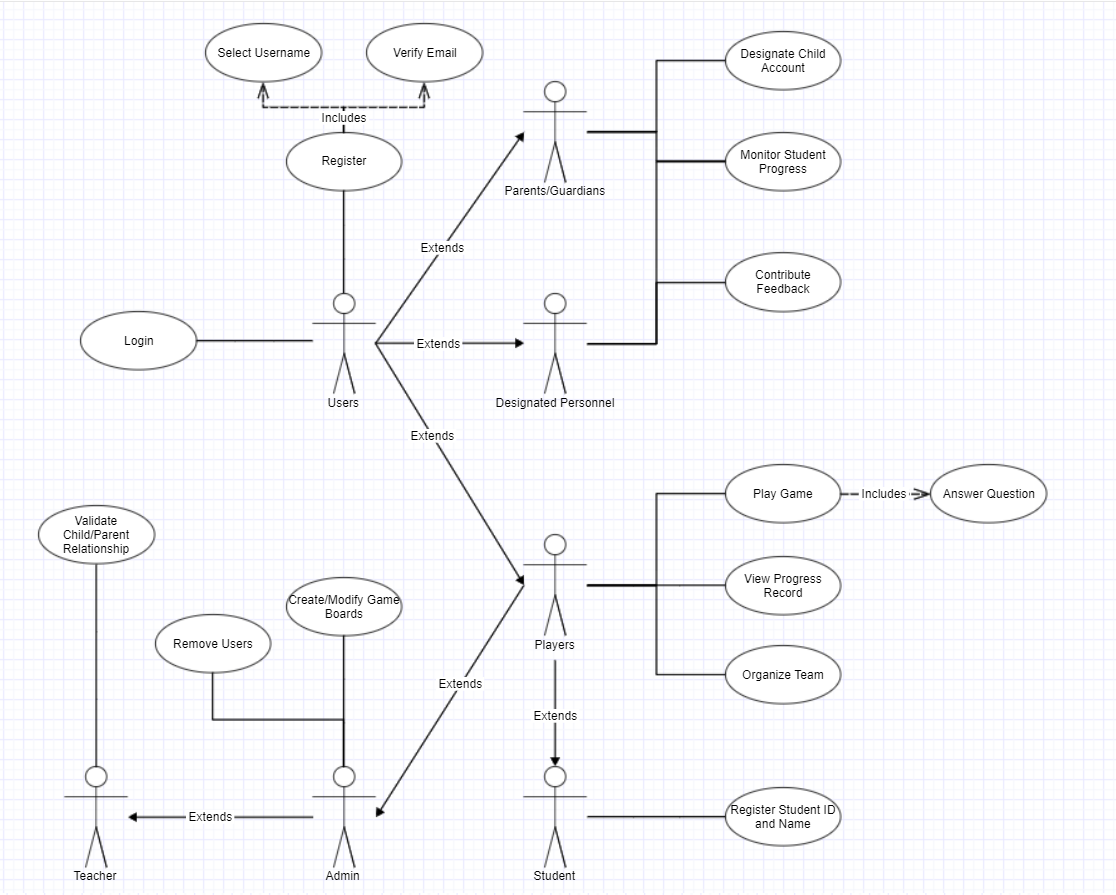 Select Username
Verify Email
Designate Child
Account
Includes
Register
Monitor Student
Progress
Parents/Guardians
Extends
Contribute
Feedback
Login
Extends
Users
Designated Personnel
Extends
Play Game
Includes
Answer Question
Validate
Child/Parent
Relationship
View Progress
Record
Create/Modify Game
Boards
Remove Users
Players
Organize Team
Extends
Extends
Register Student ID
and Name
Extends
Teacher
Admin
Student